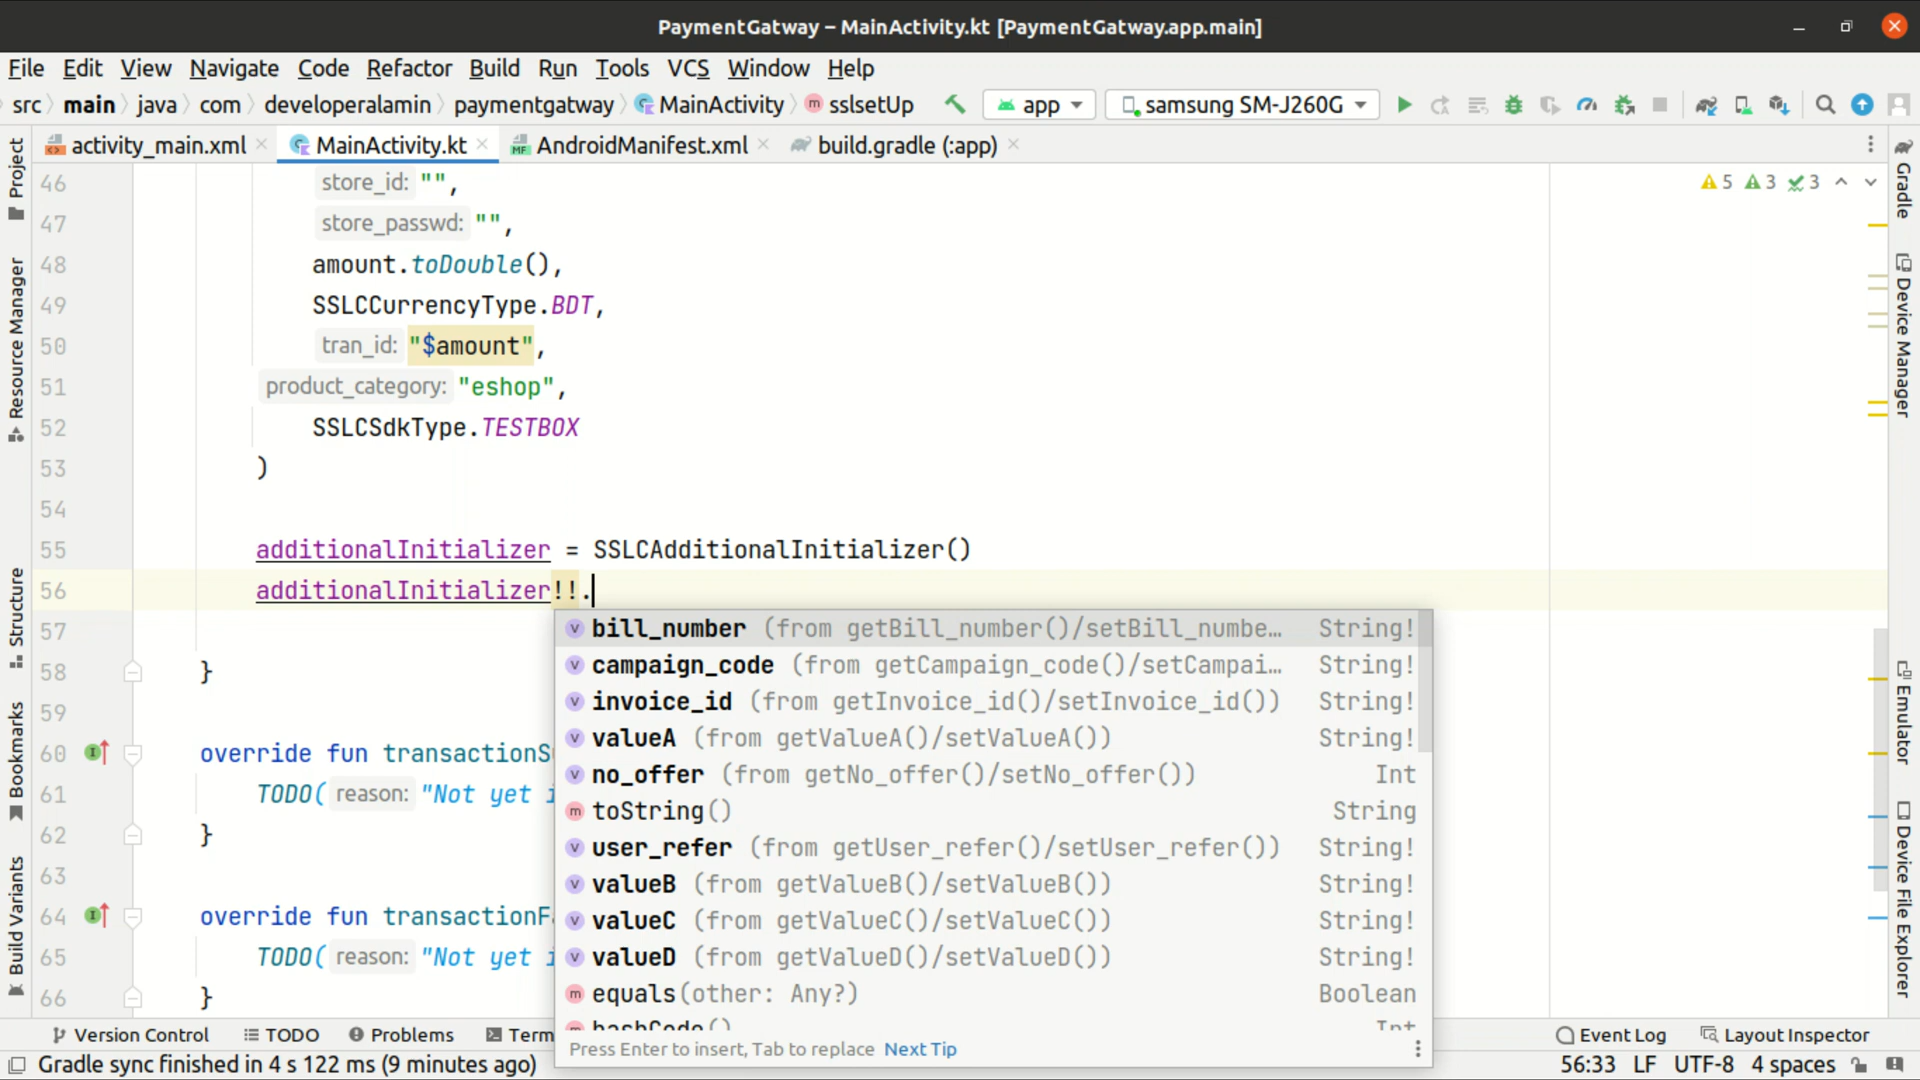 PaymentGatway – MainActivity.kt [PaymentGatway.app.main]
File Edit View Navigate Code Refactor Build Run Tools VCS Window Help
src main java com developeralamin paymentgatway MainActivity m sslsetUp app samsung SM-J260G
activity_main.xml MainActivity.kt MF AndroidManifest.xml build.gradle (:app)
Project
Resource Manager
Structure
Bookmarks
Build Variants
5 3 3
46 store_id: "",
47 store_passwd: "",
48 amount.toDouble(),
49 SSLCCurrencyType.BDT,
50 tran_id: "$amount",
51 product_category: "eshop",
52 SSLCSdkType.TESTBOX
53 )
54
55 additionalInitializer = SSLCAdditionalInitializer()
56 additionalInitializer!!.
57
58 }
59
60 override fun transactionS
61 TODO( reason: "Not yet i
62 }
63
64 override fun transactionF
65 TODO( reason: "Not yet i
66 }
v bill_number (from getBill_number()/setBill_numbe… String!
v campaign_code (from getCampaign_code()/setCampai… String!
v invoice_id (from getInvoice_id()/setInvoice_id()) String!
v valueA (from getValueA()/setValueA()) String!
v no_offer (from getNo_offer()/setNo_offer()) Int
m toString() String
v user_refer (from getUser_refer()/setUser_refer()) String!
v valueB (from getValueB()/setValueB()) String!
v valueC (from getValueC()/setValueC()) String!
v valueD (from getValueD()/setValueD()) String!
m equals(other: Any?) Boolean
m hashCode() Int
Press Enter to insert, Tab to replace Next Tip
Gradle
Device Manager
Emulator
Device File Explorer
Version Control TODO Problems Term Event Log Layout Inspector
Gradle sync finished in 4 s 122 ms (9 minutes ago) 56:33 LF UTF-8 4 spaces